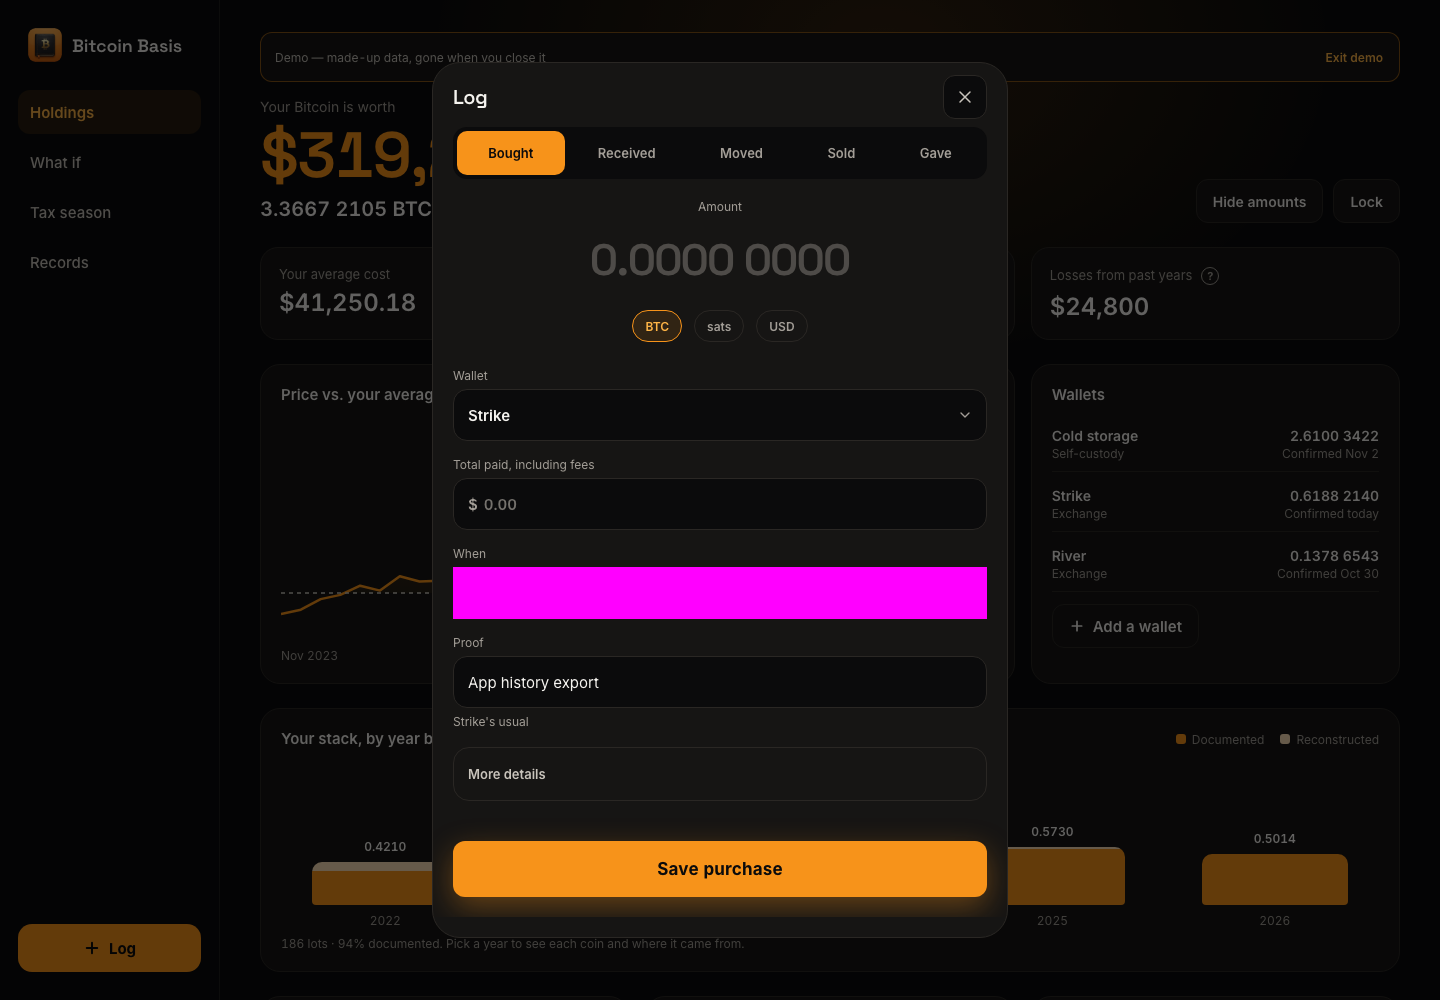 Bitcoin Basis
Holdings
What if
Tax season
Records
Log
Demo — made-up data, gone when you close it
Exit demo
Your Bitcoin is worth
$319,
3.3667 2105 BTC
Hide amounts
Lock
Your average cost
$41,250.18
Losses from past years ?
$24,800
Price vs. your averag
Nov 2023
Wallets
Cold storage 2.6100 3422
Self-custody Confirmed Nov 2
Strike 0.6188 2140
Exchange Confirmed today
River 0.1378 6543
Exchange Confirmed Oct 30
Add a wallet
Your stack, by year b
Documented
Reconstructed
0.4210
0.5730
0.5014
2022
2025
2026
186 lots · 94% documented. Pick a year to see each coin and where it came from.
Log
Bought Received Moved Sold Gave
Amount
0.0000 0000
BTC sats USD
Wallet
Strike
Total paid, including fees
$ 0.00
When
Proof
App history export
Strike's usual
More details
Save purchase